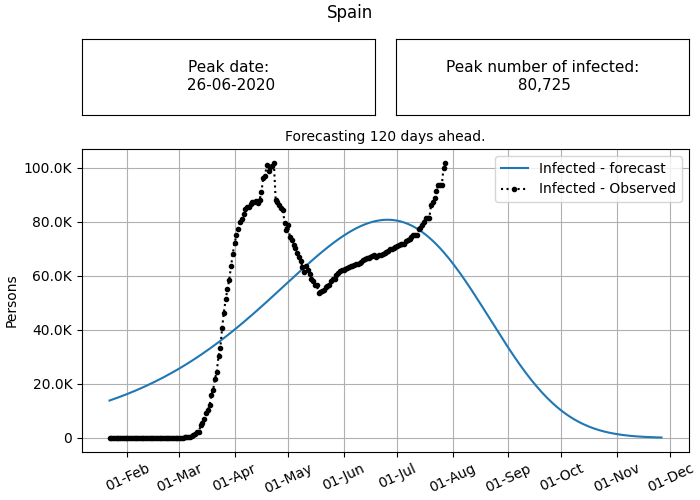 Spain
Peak date:
26-06-2020
Peak number of infected:
80,725
Forecasting 120 days ahead.
Infected - forecast
Infected - Observed
Persons
100.0K
80.0K
60.0K
40.0K
20.0K
0
01-Feb
01-Mar
01-Apr
01-May
01-Jun
01-Jul
01-Aug
01-Sep
01-Oct
01-Nov
01-Dec